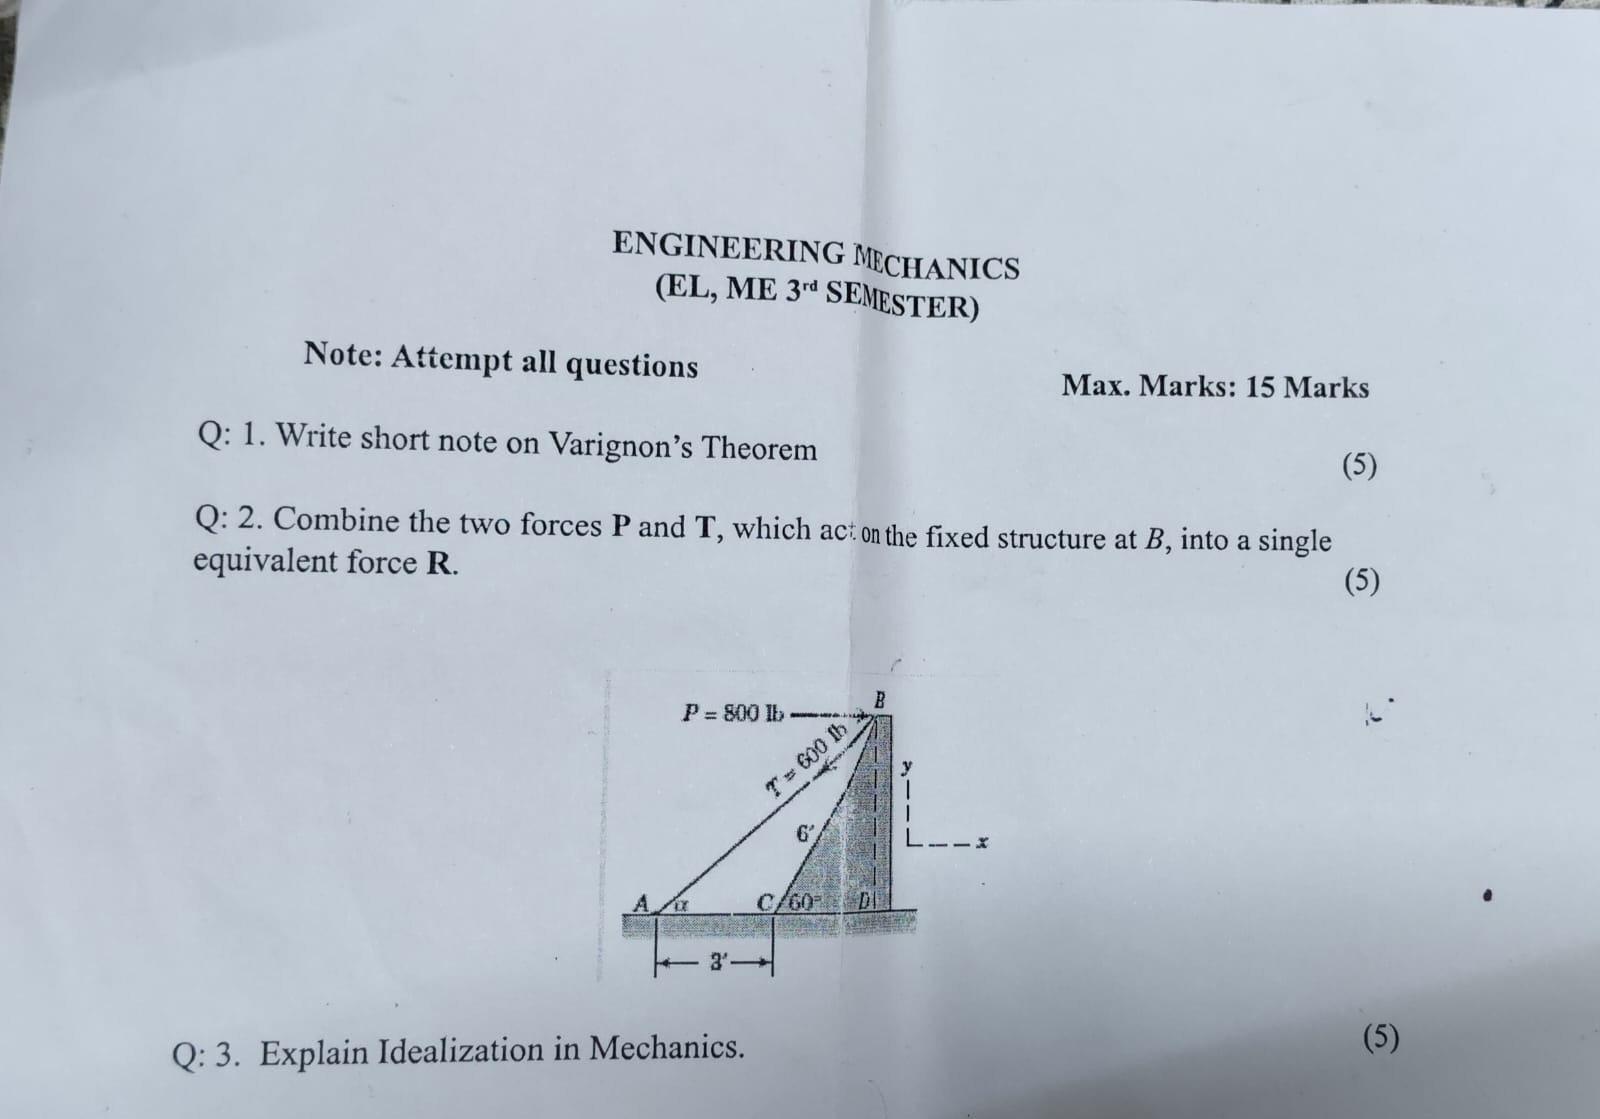 ENGINEERING MECHANICS
(EL, ME 3rd SEMESTER)
Note: Attempt all questions
Max. Marks: 15 Marks
Q: 1. Write short note on Varignon's Theorem
(5)
Q: 2. Combine the two forces P and T, which act on the fixed structure at B, into a single
equivalent force R.
(5)
B
P = 800 lb
T = 600 lb
y
6'
x
A α C 60° D
3'
Q: 3. Explain Idealization in Mechanics.
(5)